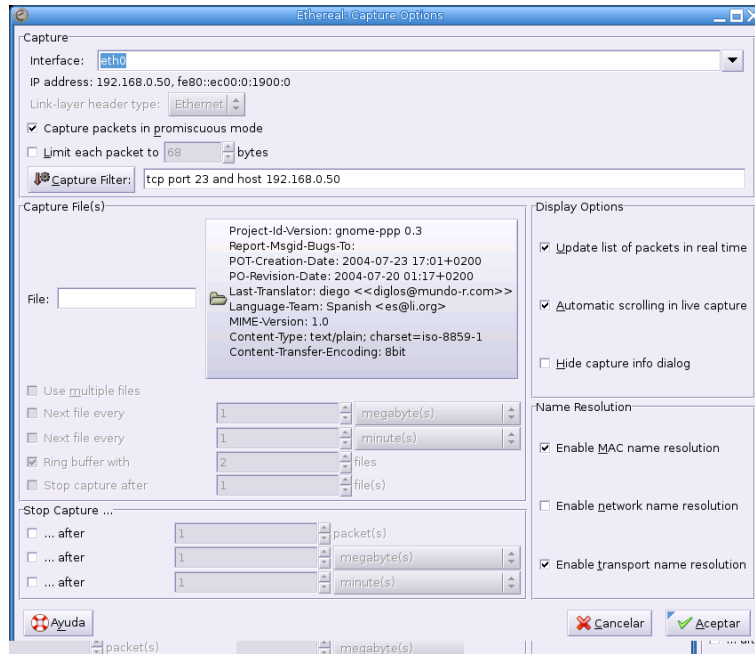 Ethereal: Capture Options
Capture
Interface: eth0
IP address: 192.168.0.50, fe80::ec00:0:1900:0
Link-layer header type: Ethernet
Capture packets in promiscuous mode
Limit each packet to 68 bytes
Capture Filter: tcp port 23 and host 192.168.0.50
Capture File(s)
File:
Project-Id-Version: gnome-ppp 0.3
Report-Msgid-Bugs-To:
POT-Creation-Date: 2004-07-23 17:01+0200
PO-Revision-Date: 2004-07-20 01:17+0200
Last-Translator: diego <<diglos@mundo-r.com>>
Language-Team: Spanish <es@li.org>
MIME-Version: 1.0
Content-Type: text/plain; charset=iso-8859-1
Content-Transfer-Encoding: 8bit
Use multiple files
Next file every 1 megabyte(s)
Next file every 1 minute(s)
Ring buffer with 2 files
Stop capture after 1 file(s)
Display Options
Update list of packets in real time
Automatic scrolling in live capture
Hide capture info dialog
Name Resolution
Enable MAC name resolution
Enable network name resolution
Enable transport name resolution
Stop Capture ...
... after 1 packet(s)
... after 1 megabyte(s)
... after 1 minute(s)
Ayuda
Cancelar
Aceptar
packet(s)
megabyte(s)